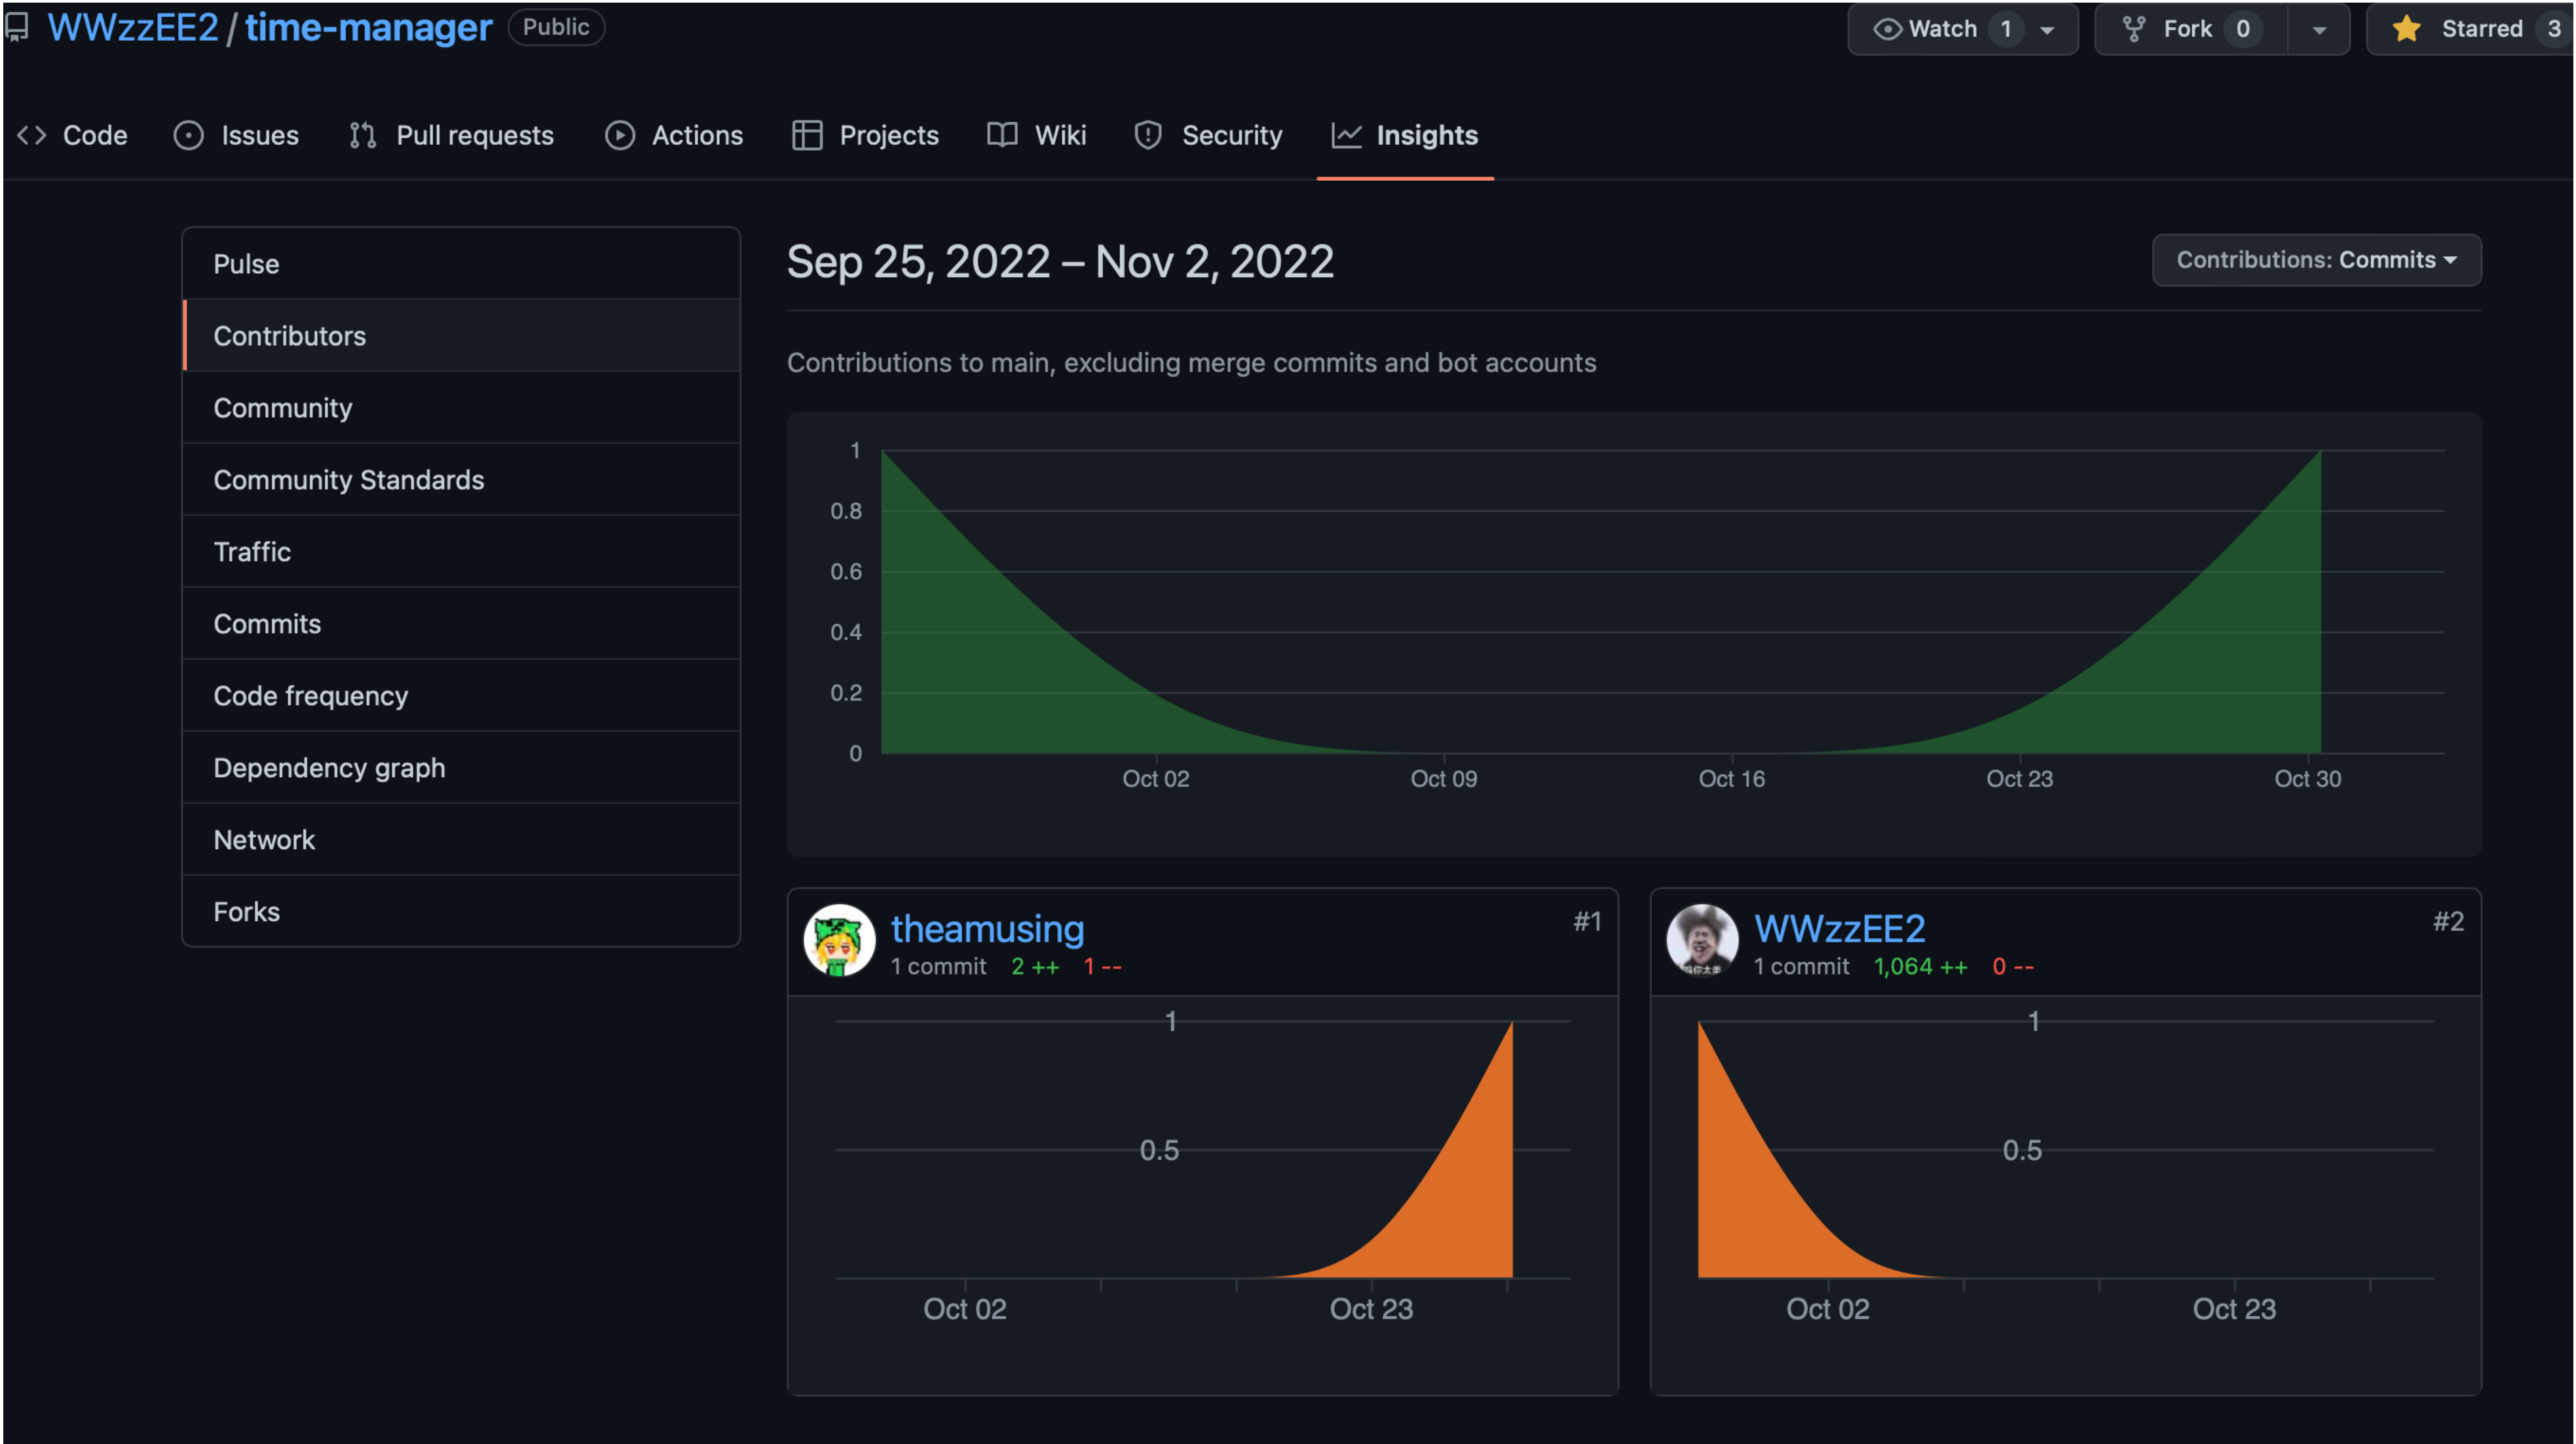 WWzzEE2 / time-manager Public Watch 1 Fork 0 Starred 3
Code Issues Pull requests Actions Projects Wiki Security Insights
Pulse
Contributors
Community
Community Standards
Traffic
Commits
Code frequency
Dependency graph
Network
Forks
Sep 25, 2022 – Nov 2, 2022
Contributions: Commits
Contributions to main, excluding merge commits and bot accounts
1
0.8
0.6
0.4
0.2
0
Oct 02 Oct 09 Oct 16 Oct 23 Oct 30
theamusing #1
1 commit 2 ++ 1 --
1
0.5
Oct 02 Oct 23
WWzzEE2 #2
1 commit 1,064 ++ 0 --
1
0.5
Oct 02 Oct 23